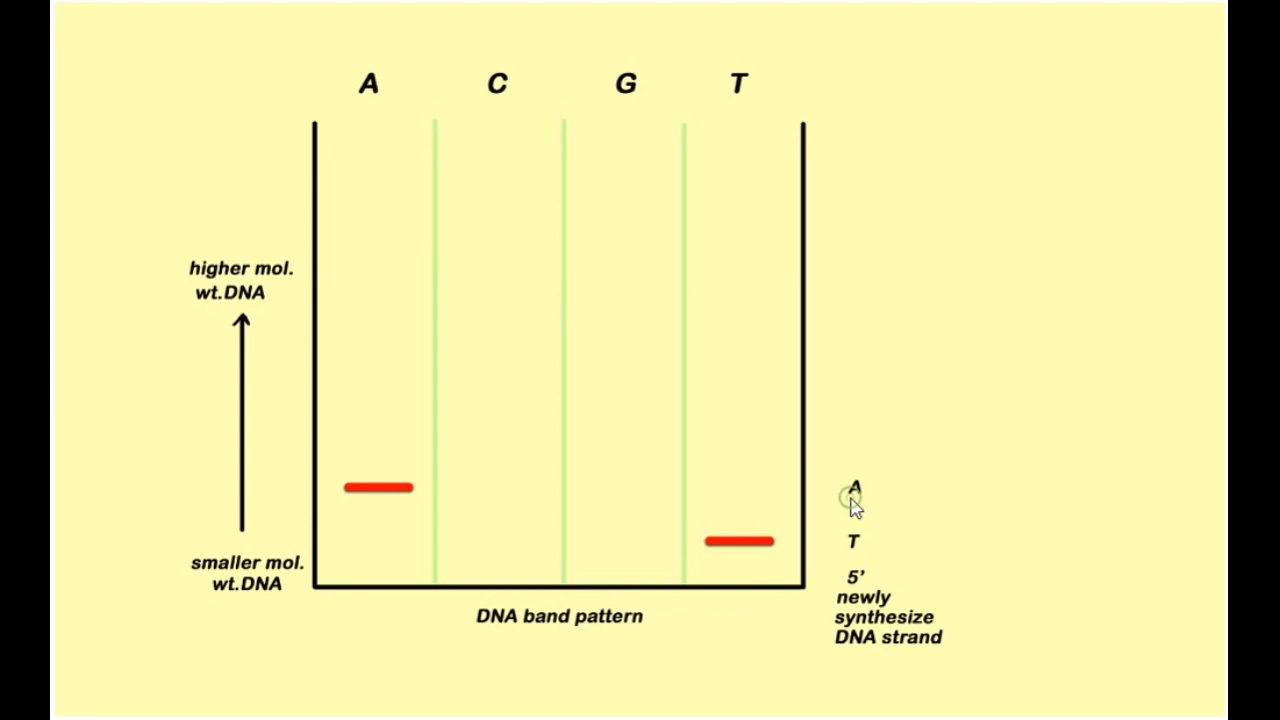 A C G T
higher mol.
wt.DNA
A
T
smaller mol.
wt.DNA
5’
newly
synthesize
DNA strand
DNA band pattern